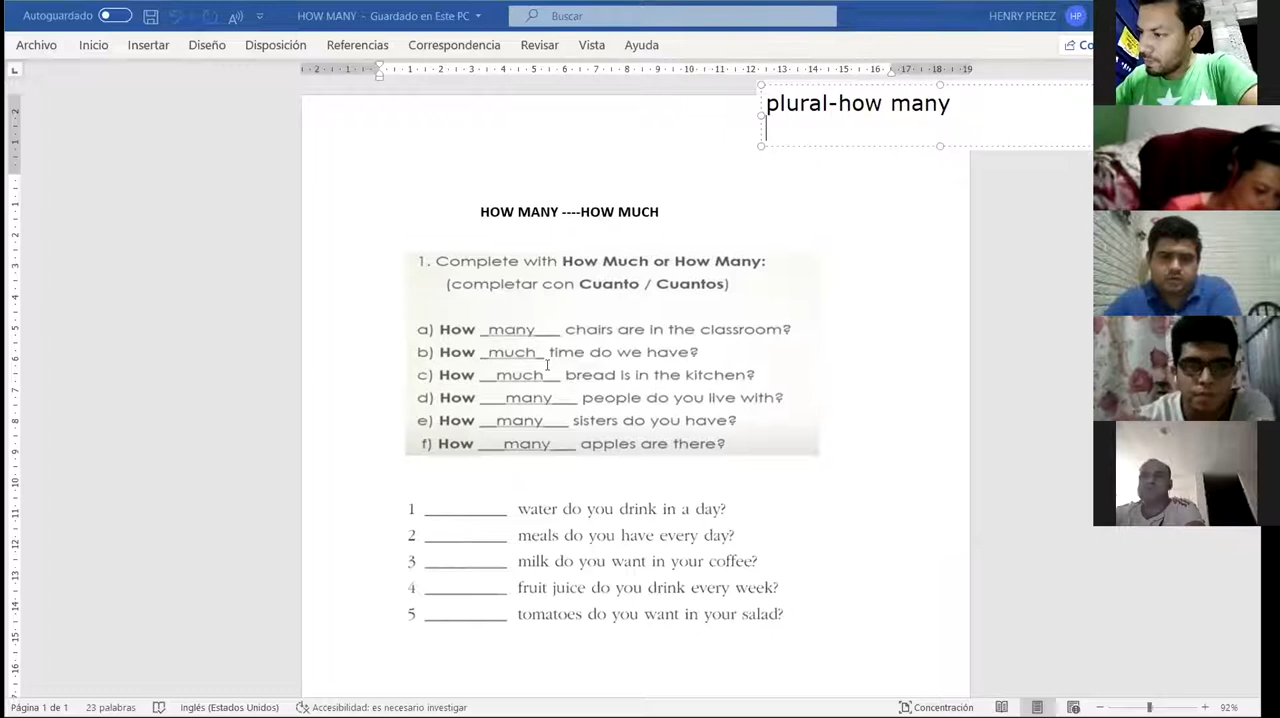 Autoguardado
HOW MANY - Guardado en Este PC
Buscar
HENRY PEREZ HP
Archivo Inicio Insertar Diseño Disposición Referencias Correspondencia Revisar Vista Ayuda Co
plural-how many
HOW MANY ----HOW MUCH
1. Complete with How Much or How Many:
(completar con Cuanto / Cuantos)
a) How _many___ chairs are in the classroom?
b) How _much_ time do we have?
c) How __much__ bread is in the kitchen?
d) How ___many___ people do you live with?
e) How __many___ sisters do you have?
f) How ___many___ apples are there?
1 __________ water do you drink in a day?
2 __________ meals do you have every day?
3 __________ milk do you want in your coffee?
4 __________ fruit juice do you drink every week?
5 __________ tomatoes do you want in your salad?
Página 1 de 1 23 palabras Inglés (Estados Unidos) Accesibilidad: es necesario investigar Concentración 92%